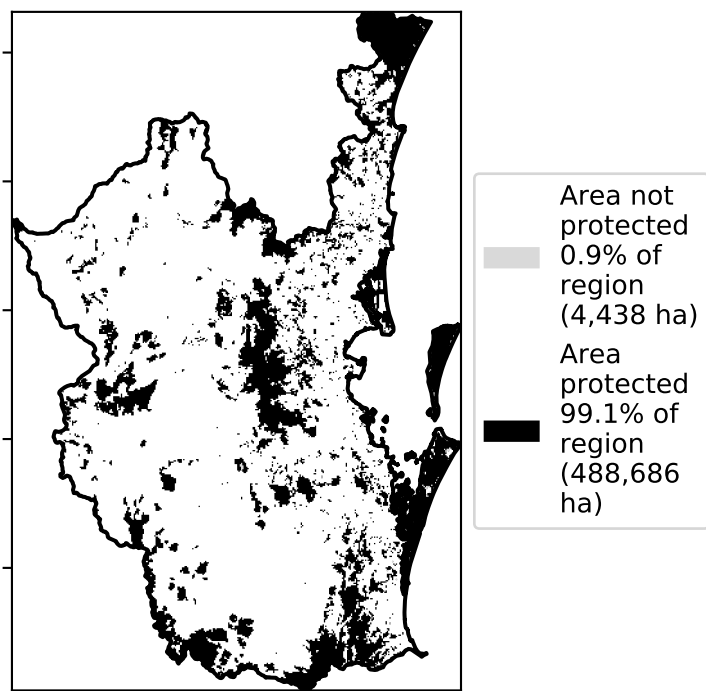 Area not
protected
0.9% of
region
(4,438 ha)
Area
protected
99.1% of
region
(488,686
ha)